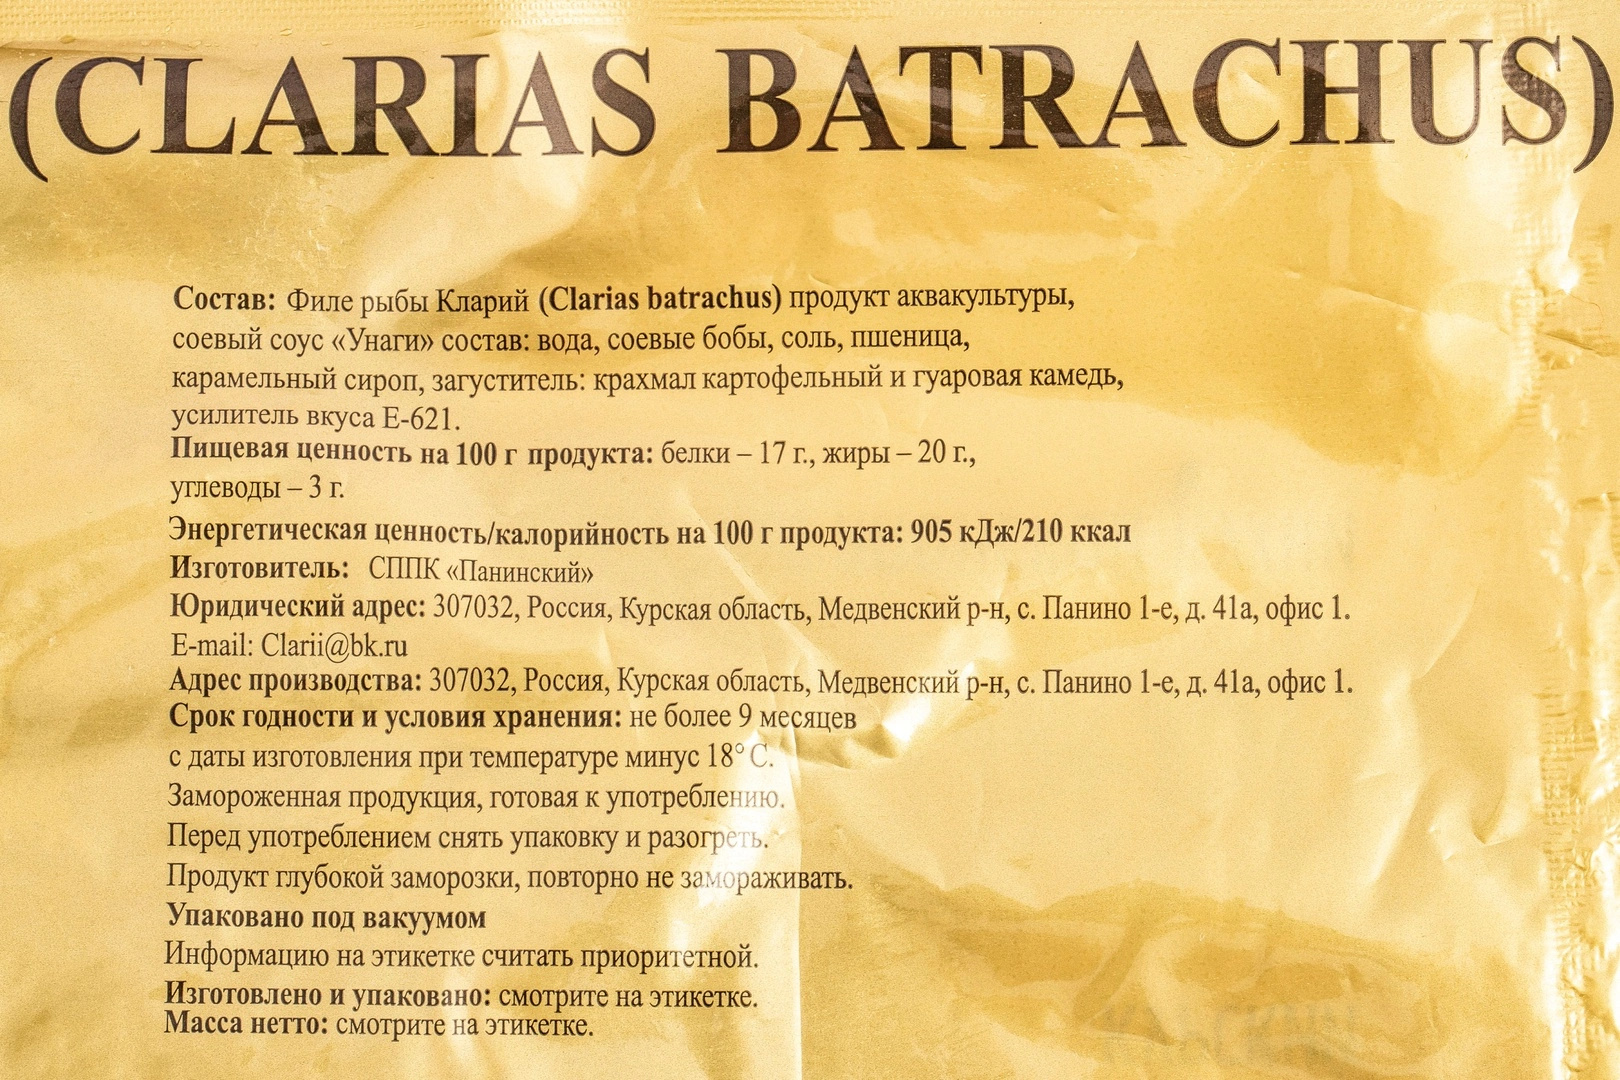 (CLARIAS BATRACHUS)
Состав: Филе рыбы Кларий (Clarias batrachus) продукт аквакультуры,
соевый соус «Унаги» состав: вода, соевые бобы, соль, пшеница,
карамельный сироп, загуститель: крахмал картофельный и гуаровая камедь,
усилитель вкуса Е-621.
Пищевая ценность на 100 г продукта: белки – 17 г., жиры – 20 г.,
углеводы – 3 г.
Энергетическая ценность/калорийность на 100 г продукта: 905 кДж/210 ккал
Изготовитель: СППК «Панинский»
Юридический адрес: 307032, Россия, Курская область, Медвенский р-н, с. Панино 1-е, д. 41а, офис 1.
E-mail: Clarii@bk.ru
Адрес производства: 307032, Россия, Курская область, Медвенский р-н, с. Панино 1-е, д. 41а, офис 1.
Срок годности и условия хранения: не более 9 месяцев
с даты изготовления при температуре минус 18° С.
Замороженная продукция, готовая к употреблению.
Перед употреблением снять упаковку и разогреть.
Продукт глубокой заморозки, повторно не замораживать.
Упаковано под вакуумом
Информацию на этикетке считать приоритетной.
Изготовлено и упаковано: смотрите на этикетке.
Масса нетто: смотрите на этикетке.